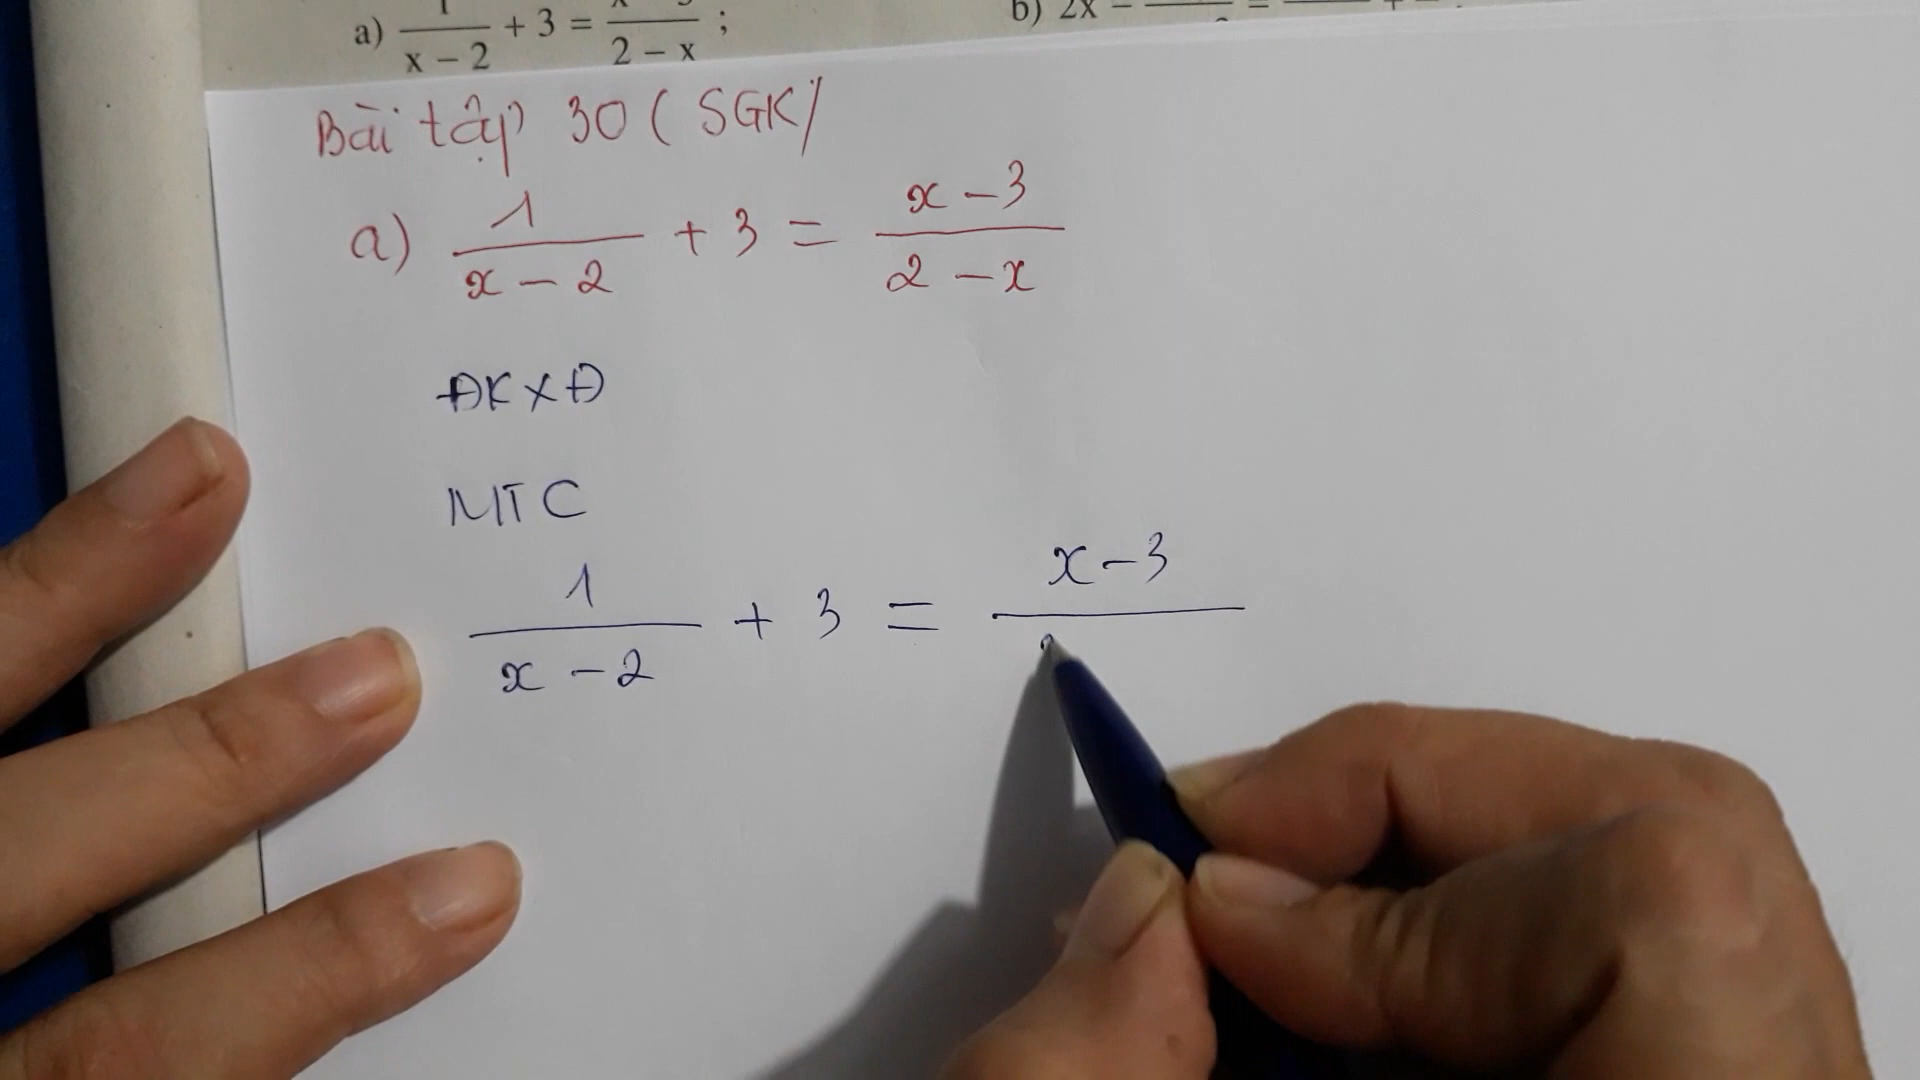 a) 1/(x – 2) + 3 = (x – 3)/(2 – x) ;
b) 2x –
Bài tập 30 (SGK)
a) 1/(x – 2) + 3 = (x – 3)/(2 – x)
ĐKXĐ
MTC
1/(x – 2) + 3 = (x – 3)/